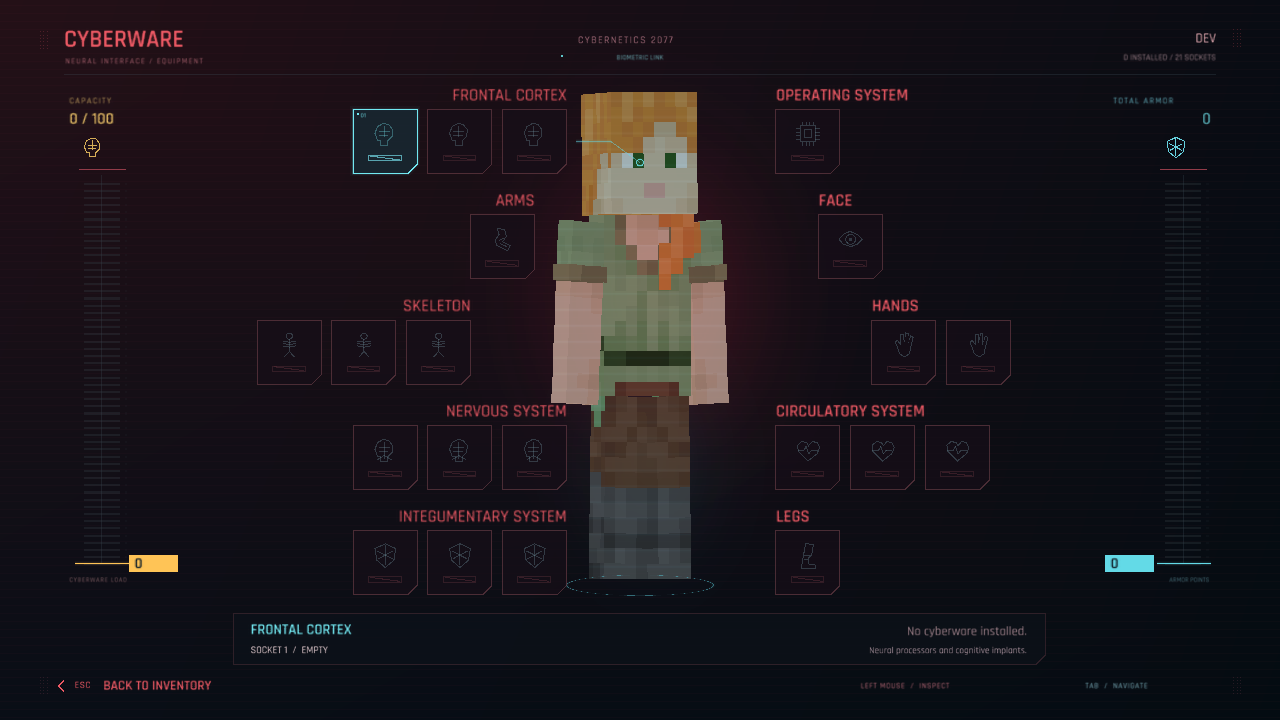 CYBERWARE
NEURAL INTERFACE / EQUIPMENT
CYBERNETICS 2077
BIOMETRIC LINK
DEV
0 INSTALLED / 21 SOCKETS
CAPACITY
0 / 100
TOTAL ARMOR
0
FRONTAL CORTEX
OPERATING SYSTEM
01
ARMS
FACE
SKELETON
HANDS
NERVOUS SYSTEM
CIRCULATORY SYSTEM
INTEGUMENTARY SYSTEM
LEGS
0
CYBERWARE LOAD
0
ARMOR POINTS
FRONTAL CORTEX
SOCKET 1 / EMPTY
No cyberware installed.
Neural processors and cognitive implants.
ESC BACK TO INVENTORY
LEFT MOUSE / INSPECT
TAB / NAVIGATE